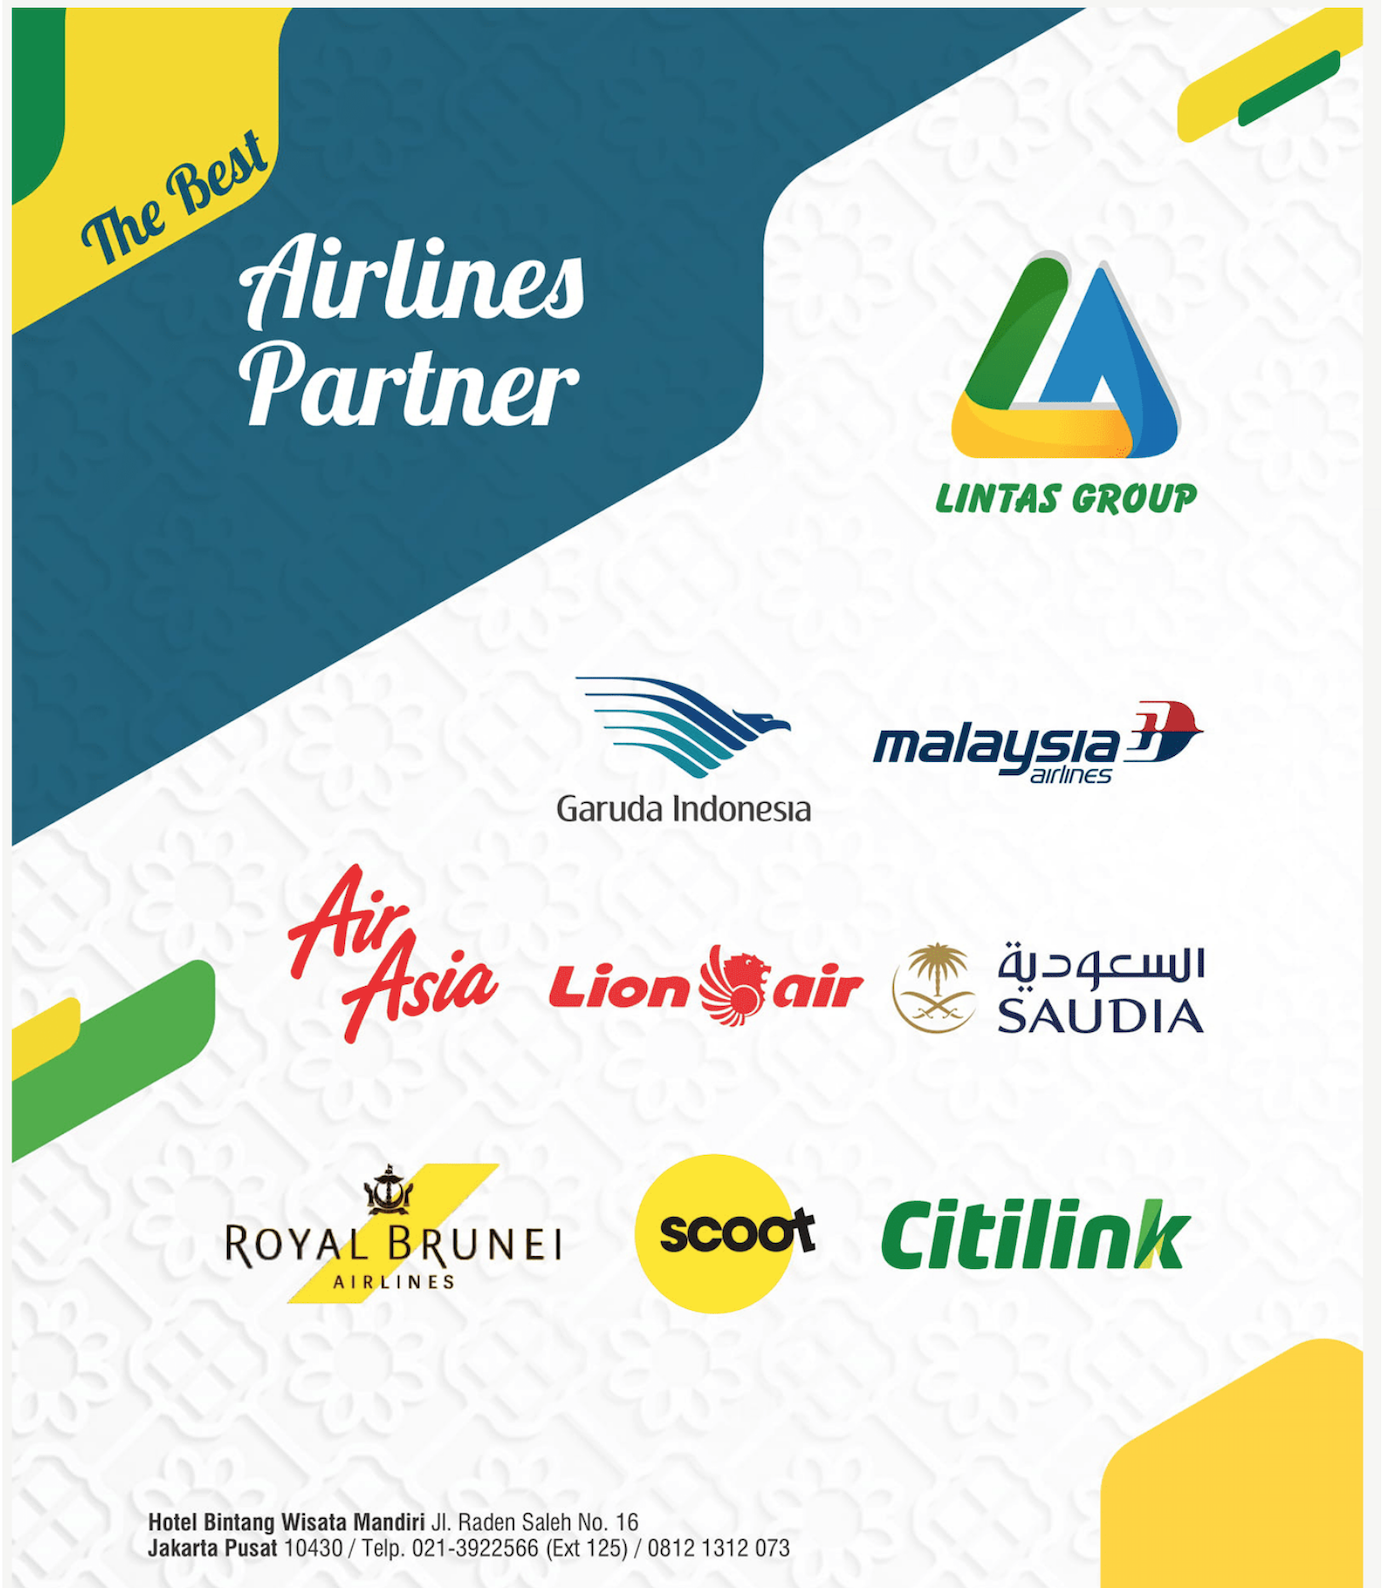 The Best
Airlines
Partner
LINTAS GROUP
Garuda Indonesia
malaysia
airlines
Air
Asia
Lion air
السعودية
SAUDIA
ROYAL BRUNEI
AIRLINES
scoot
Citilink
Hotel Bintang Wisata Mandiri Jl. Raden Saleh No. 16
Jakarta Pusat 10430 / Telp. 021-3922566 (Ext 125) / 0812 1312 073